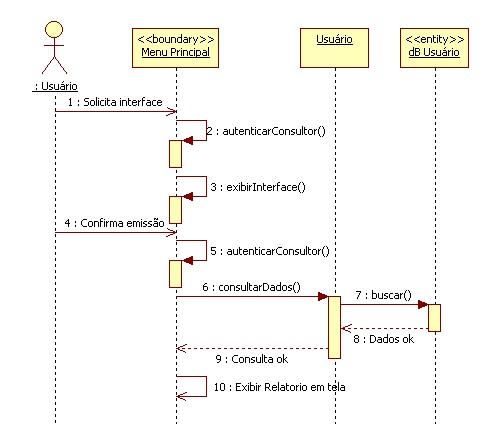 <<boundary>>
Menu Principal
Usuário
<<entity>>
dB Usuário
: Usuário
1 : Solicita interface
2 : autenticarConsultor()
3 : exibirInterface()
4 : Confirma emissão
5 : autenticarConsultor()
6 : consultarDados()
7 : buscar()
8 : Dados ok
9 : Consulta ok
10 : Exibir Relatorio em tela